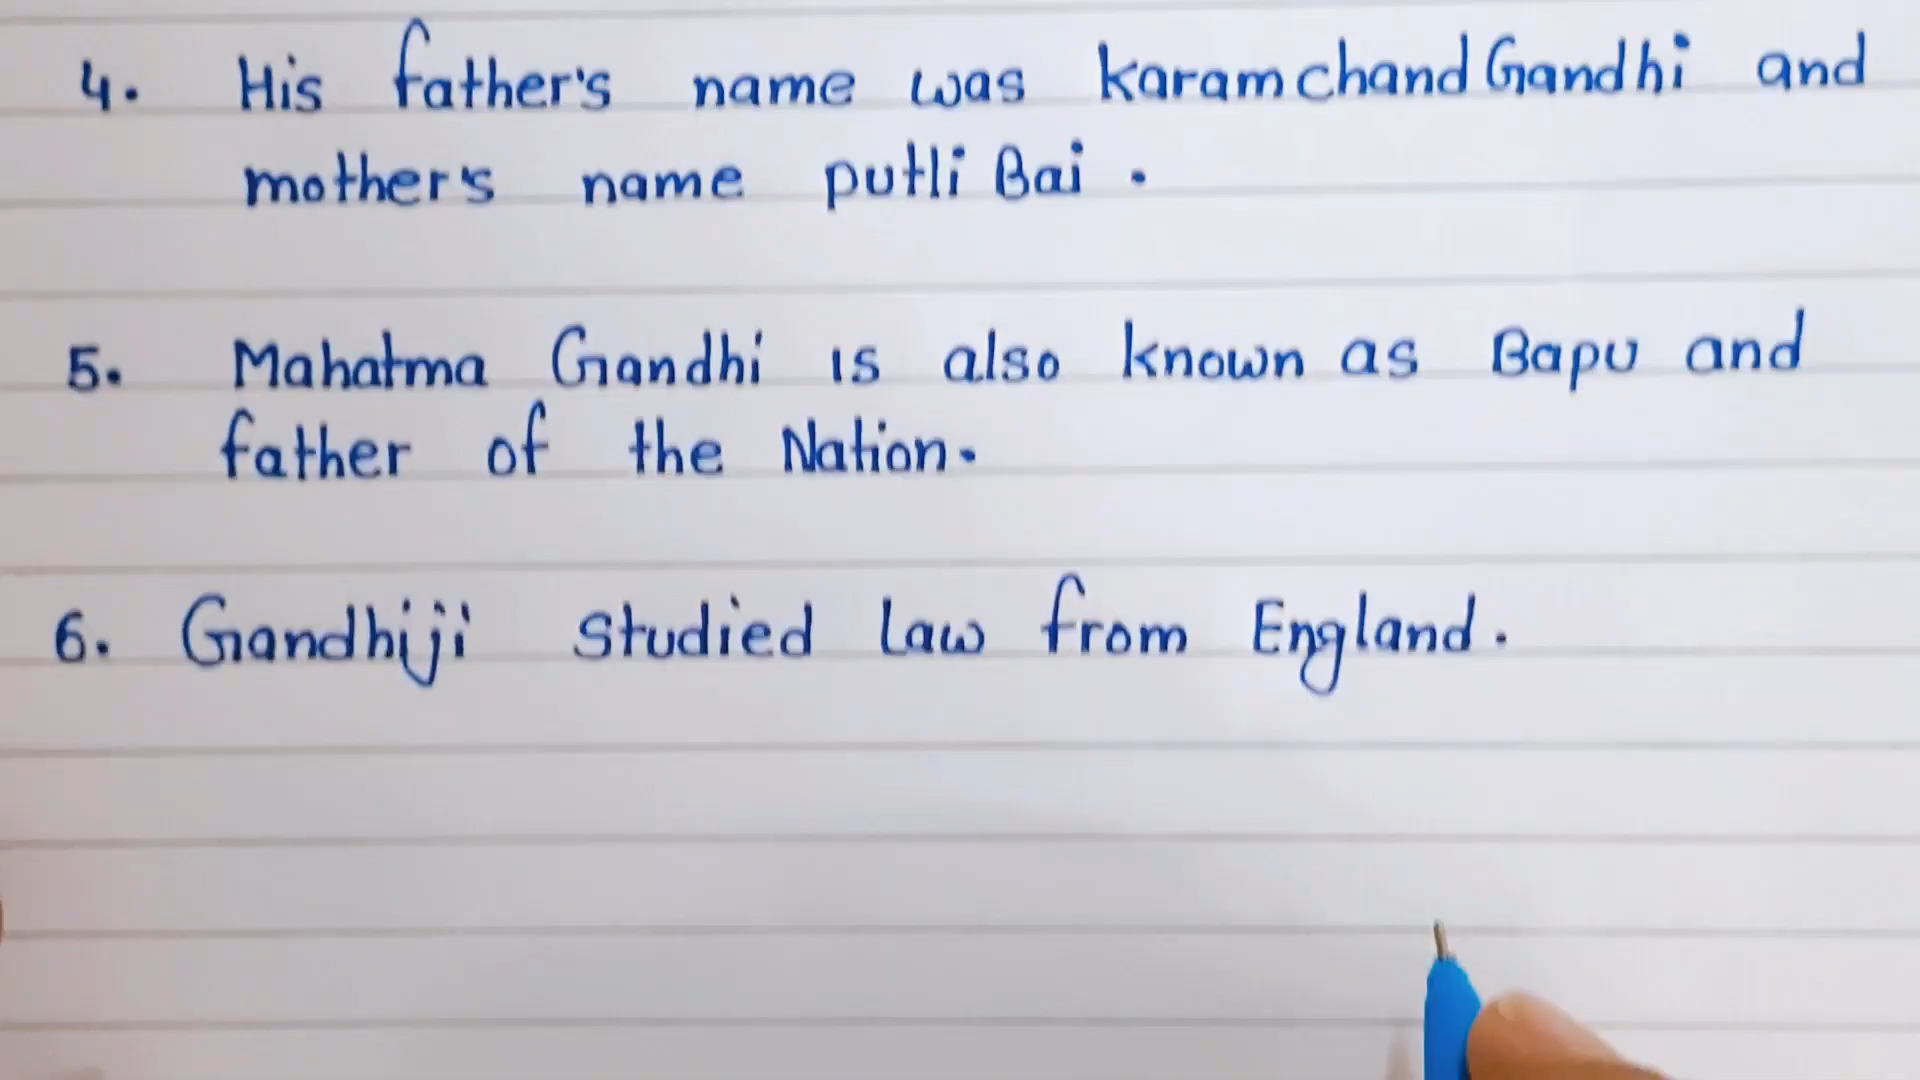 4. His father's name was karamchand Gandhi and
mother's name putli Bai .
5. Mahatma Gandhi is also known as Bapu and
father of the Nation.
6. Gandhiji studied law from England.